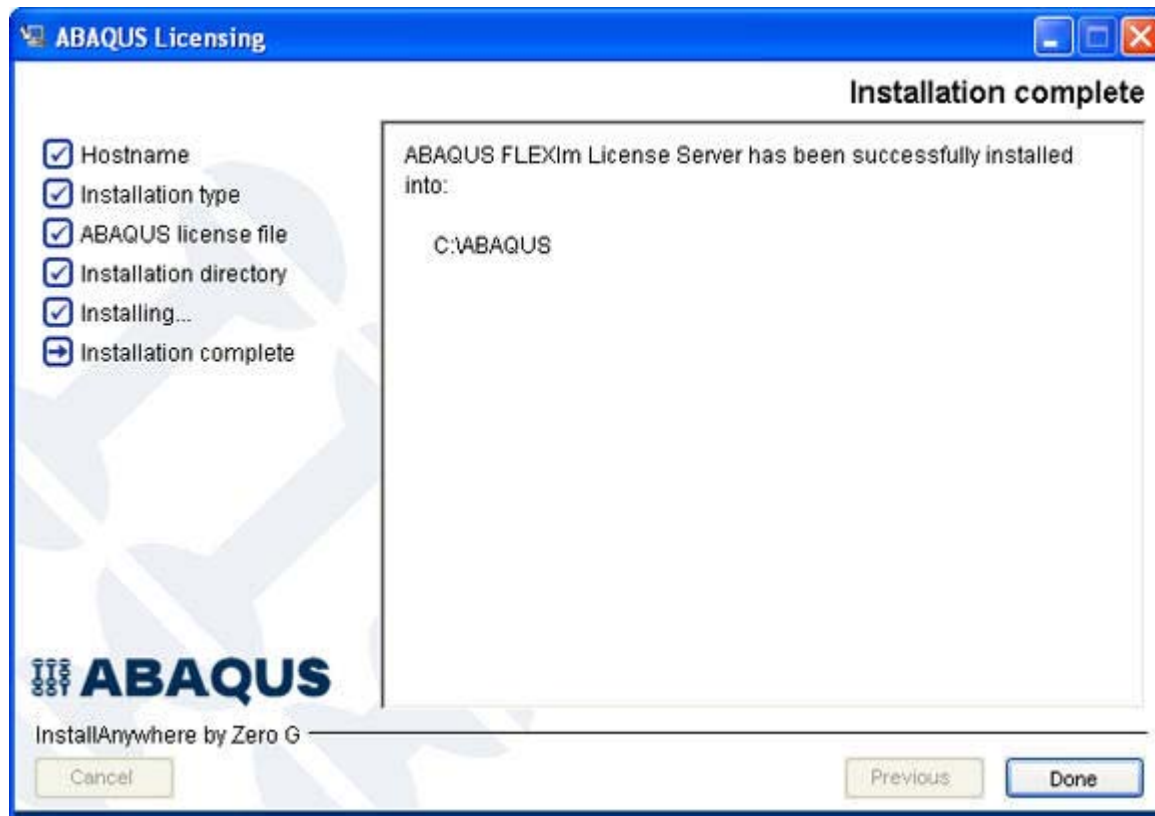 ABAQUS Licensing
Installation complete
Hostname
Installation type
ABAQUS license file
Installation directory
Installing...
Installation complete
ABAQUS FLEXlm License Server has been successfully installed
into:
C:\ABAQUS
ABAQUS
InstallAnywhere by Zero G
Cancel
Previous
Done